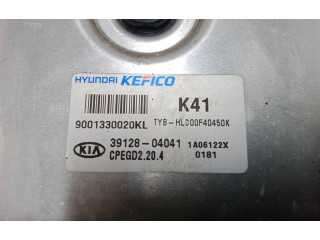 HYUNDAI KEFICO
K41
9001330020KL TYB-HLC00F40450K
KIA 39128-04041 1A06122X
CPEGD2.20.4 0181